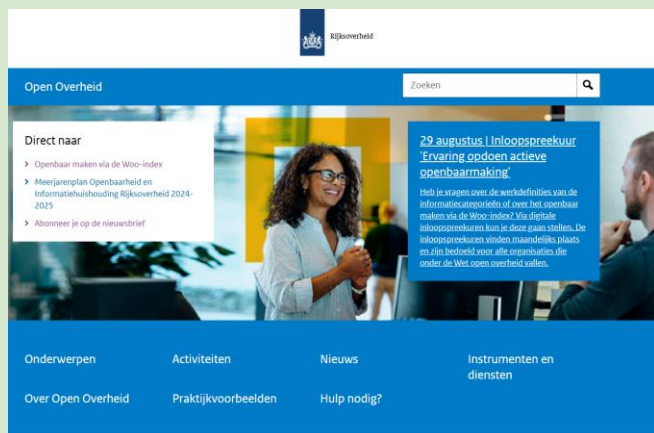 Rijksoverheid
Open Overheid
Zoeken
Direct naar
Openbaar maken via de Woo-index
Meerjarenplan Openbaarheid en
Informatiehuishouding Rijksoverheid 2024-
2025
Abonneer je op de nieuwsbrief
29 augustus | Inloopspreekuur
'Ervaring opdoen actieve
openbaarmaking'
Heb je vragen over de werkdefinities van de
informatiecategorieën of over het openbaar
maken via de Woo-index? Via digitale
inloopspreekuren kun je deze gaan stellen. De
inloopspreekuren vinden maandelijks plaats
en zijn bedoeld voor alle organisaties die
onder de Wet open overheid vallen.
Onderwerpen
Activiteiten
Nieuws
Instrumenten en
diensten
Over Open Overheid
Praktijkvoorbeelden
Hulp nodig?